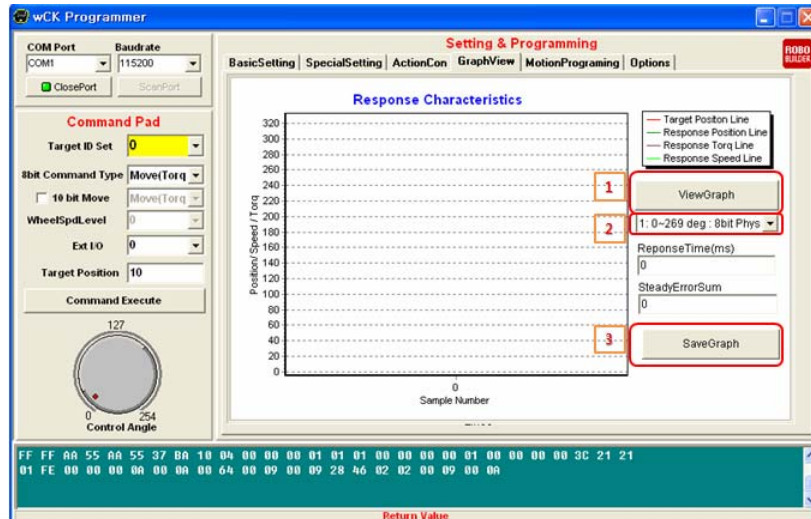 wCK Programmer
COM Port
Baudrate
COM1
115200
ClosePort
ScanPort
Command Pad
Target ID Set
0
8bit Command Type
Move(Torq
10 bit Move
Move(Torq
WheelSpdLevel
0
Ext I/O
0
Target Position
10
Command Execute
127
0
254
Control Angle
Setting & Programming
ROBO
BUILDER
BasicSetting
SpecialSetting
ActionCon
GraphView
MotionPrograming
Options
Response Characteristics
Position/ Speed / Torq
320
300
280
260
240
220
200
180
160
140
120
100
80
60
40
20
0
0
Sample Number
Target Positon Line
Response Position Line
Response Torq Line
Response Speed Line
1
ViewGraph
2
1: 0~269 deg : 8bit Phys
ReponseTime(ms)
0
SteadyErrorSum
0
3
SaveGraph
FF FF AA 55 AA 55 37 BA 10 04 00 00 00 01 01 01 00 00 00 00 01 00 00 00 00 3C 21 21
01 FE 00 00 00 0A 00 0A 00 64 00 09 00 09 28 46 02 02 00 09 00 0A
Return Value